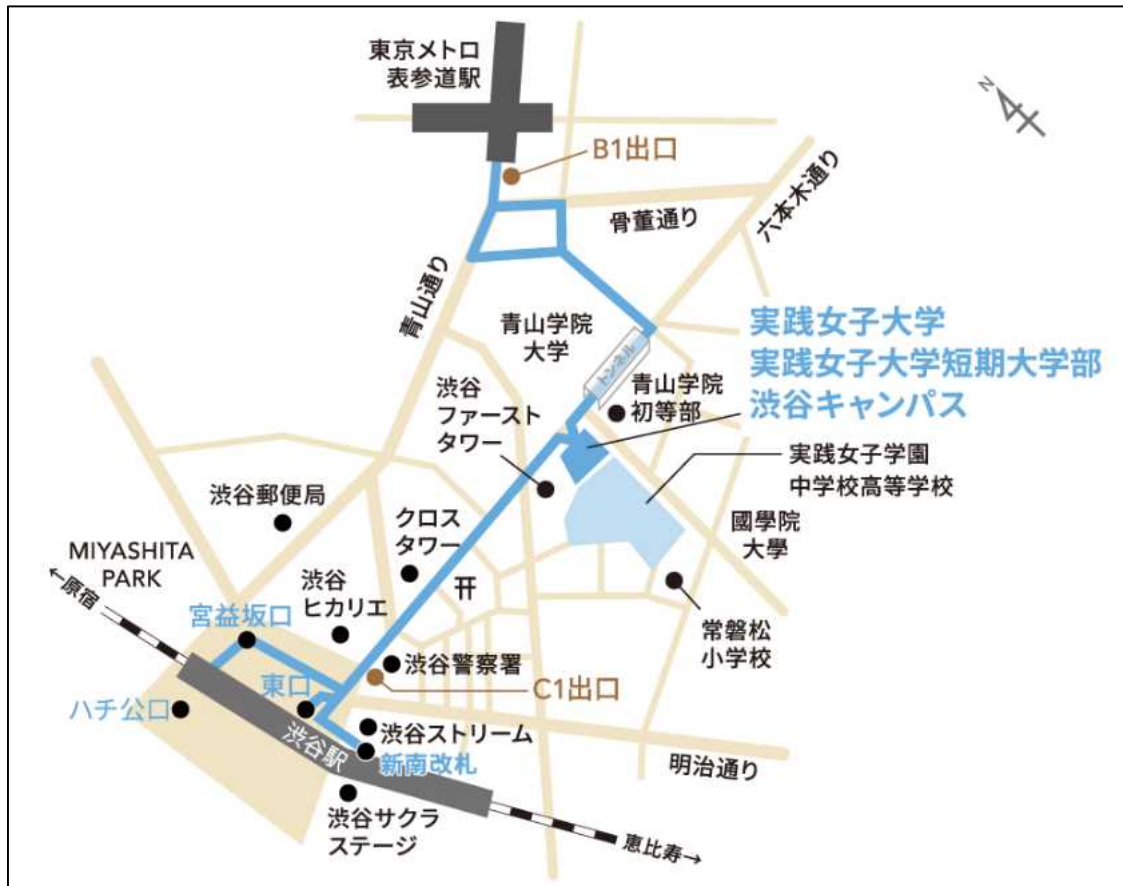 東京メトロ
表参道駅
N
B1出口
骨董通り
六本木通り
青山通り
青山学院
大学
トンネル
実践女子大学
実践女子大学短期大学部
渋谷キャンパス
渋谷
ファースト
タワー
青山学院
初等部
実践女子学園
中学校高等学校
渋谷郵便局
クロス
タワー
國學院
大學
MIYASHITA
PARK
←原宿
渋谷
ヒカリエ
宮益坂口
常磐松
小学校
渋谷警察署
C1出口
東口
ハチ公口
渋谷駅
渋谷ストリーム
新南改札
明治通り
渋谷サクラ
ステージ
恵比寿→